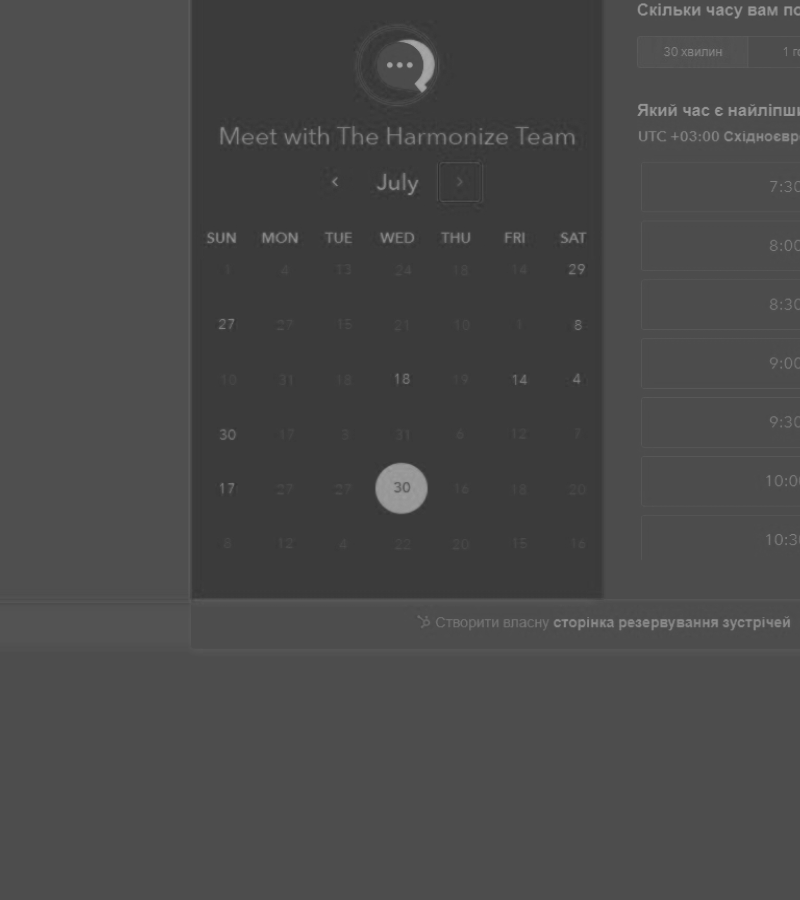 Meet with The Harmonize Team
July
SUN MON TUE WED THU FRI SAT
1 4 13 24 18 14 29
27 27 15 21 10 1 8
10 31 18 18 19 14 4
30 17 3 31 6 12 7
17 27 27 30 16 18 20
8 12 4 22 20 15 16
Скільки часу вам по
30 хвилин 1 го
Який час є найліпши
UTC +03:00 Східноєвро
7:30
8:00
8:30
9:00
9:30
10:00
10:30
Створити власну сторінка резервування зустрічей